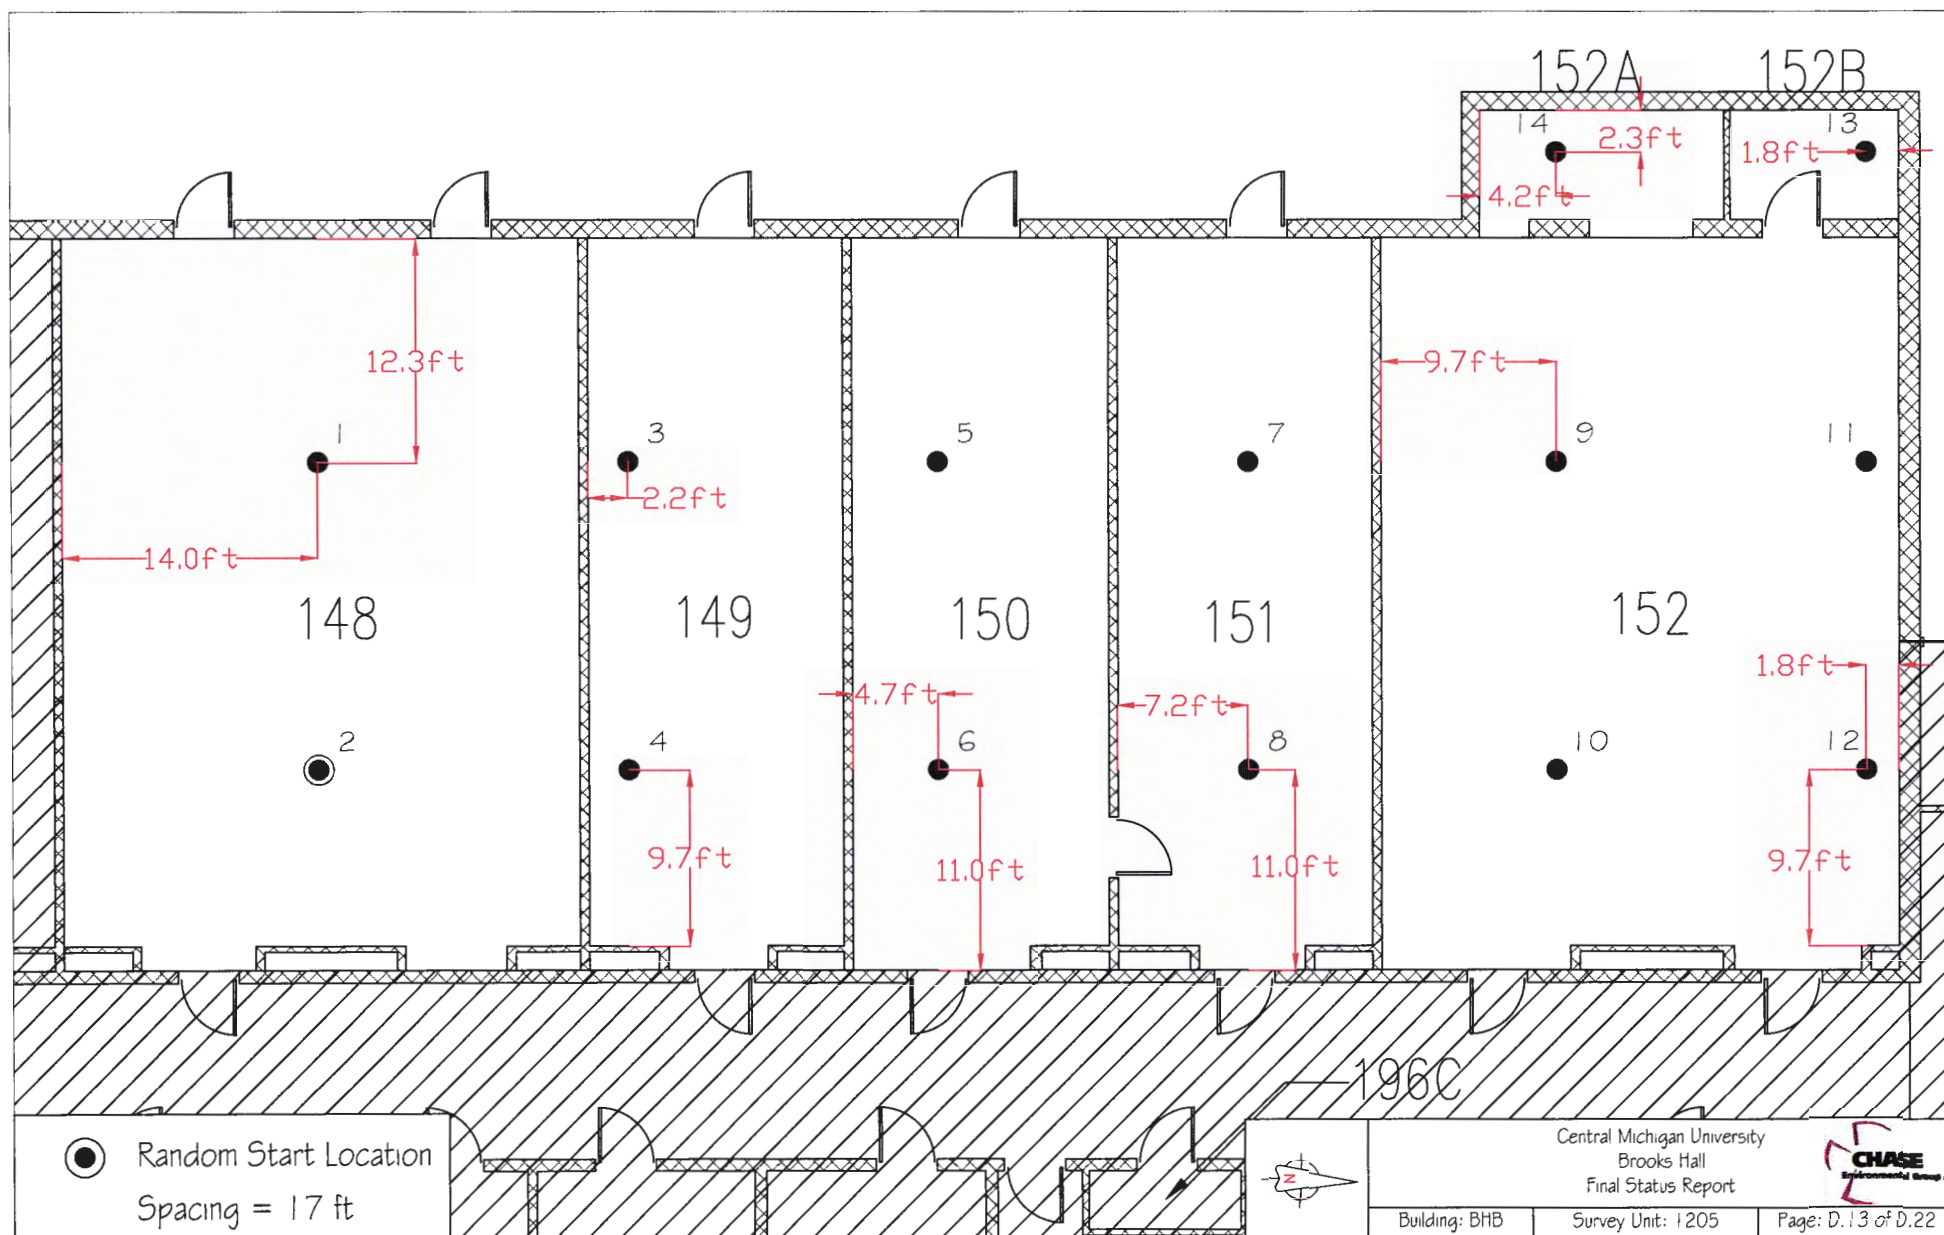 152A 152B
14 13
2.3ft
1.8ft
4.2ft
12.3ft
9.7ft
1 3 5 7 9 11
2.2ft
14.0ft
148 149 150 151 152
1.8ft
4.7ft
7.2ft
2 4 6 8 10 12
9.7ft
11.0ft
11.0ft
9.7ft
196C
Random Start Location
Spacing = 17 ft
N
Central Michigan University
Brooks Hall
Final Status Report
CHASE
Environmental Group
Building: BHB
Survey Unit: 1205
Page: D.13 of D.22